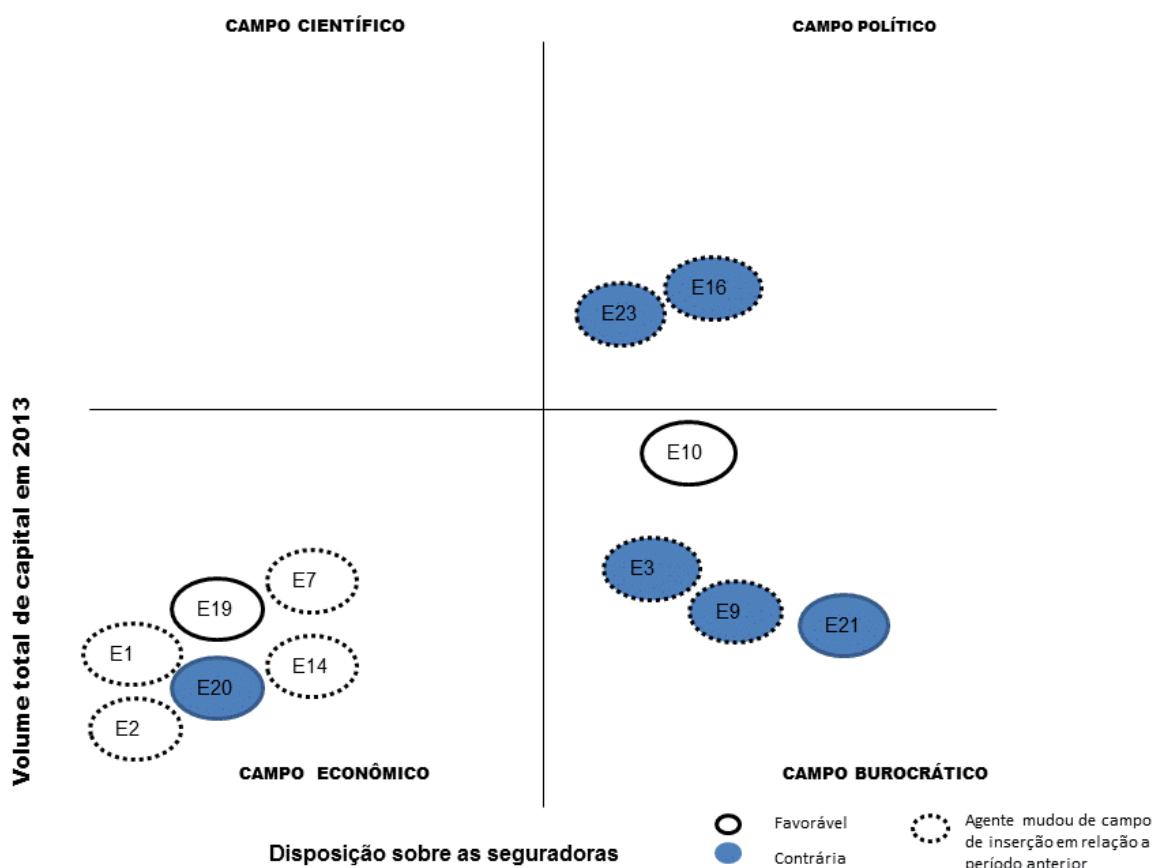 CAMPO CIENTÍFICO
CAMPO POLÍTICO
E16
E23
Volume total de capital em 2013
E10
E3
E7
E19
E9
E21
E1
E14
E20
E2
CAMPO ECONÔMICO
CAMPO BUROCRÁTICO
Favorável
Contrária
Agente mudou de campo
de inserção em relação a
período anterior
Disposição sobre as seguradoras